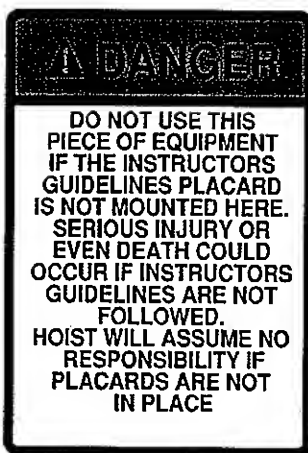 ⚠ DANGER
DO NOT USE THIS
PIECE OF EQUIPMENT
IF THE INSTRUCTORS
GUIDELINES PLACARD
IS NOT MOUNTED HERE.
SERIOUS INJURY OR
EVEN DEATH COULD
OCCUR IF INSTRUCTORS
GUIDELINES ARE NOT
FOLLOWED.
HOIST WILL ASSUME NO
RESPONSIBILITY IF
PLACARDS ARE NOT
IN PLACE